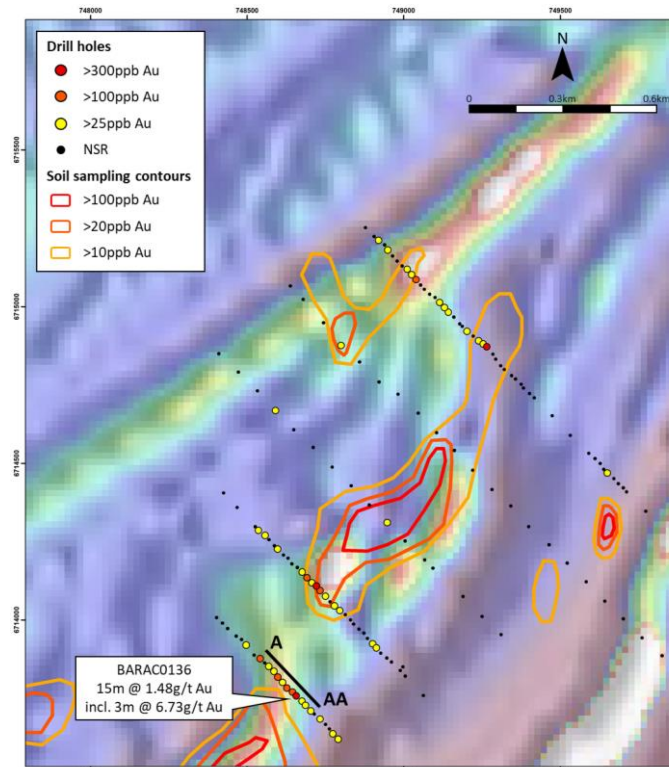 748000
748500
749000
749500
Drill holes
>300ppb Au
>100ppb Au
>25ppb Au
NSR
Soil sampling contours
>100ppb Au
>20ppb Au
>10ppb Au
N
0 0.3km 0.6km
6715500
6715000
6714500
6714000
A
AA
BARAC0136
15m @ 1.48g/t Au
incl. 3m @ 6.73g/t Au